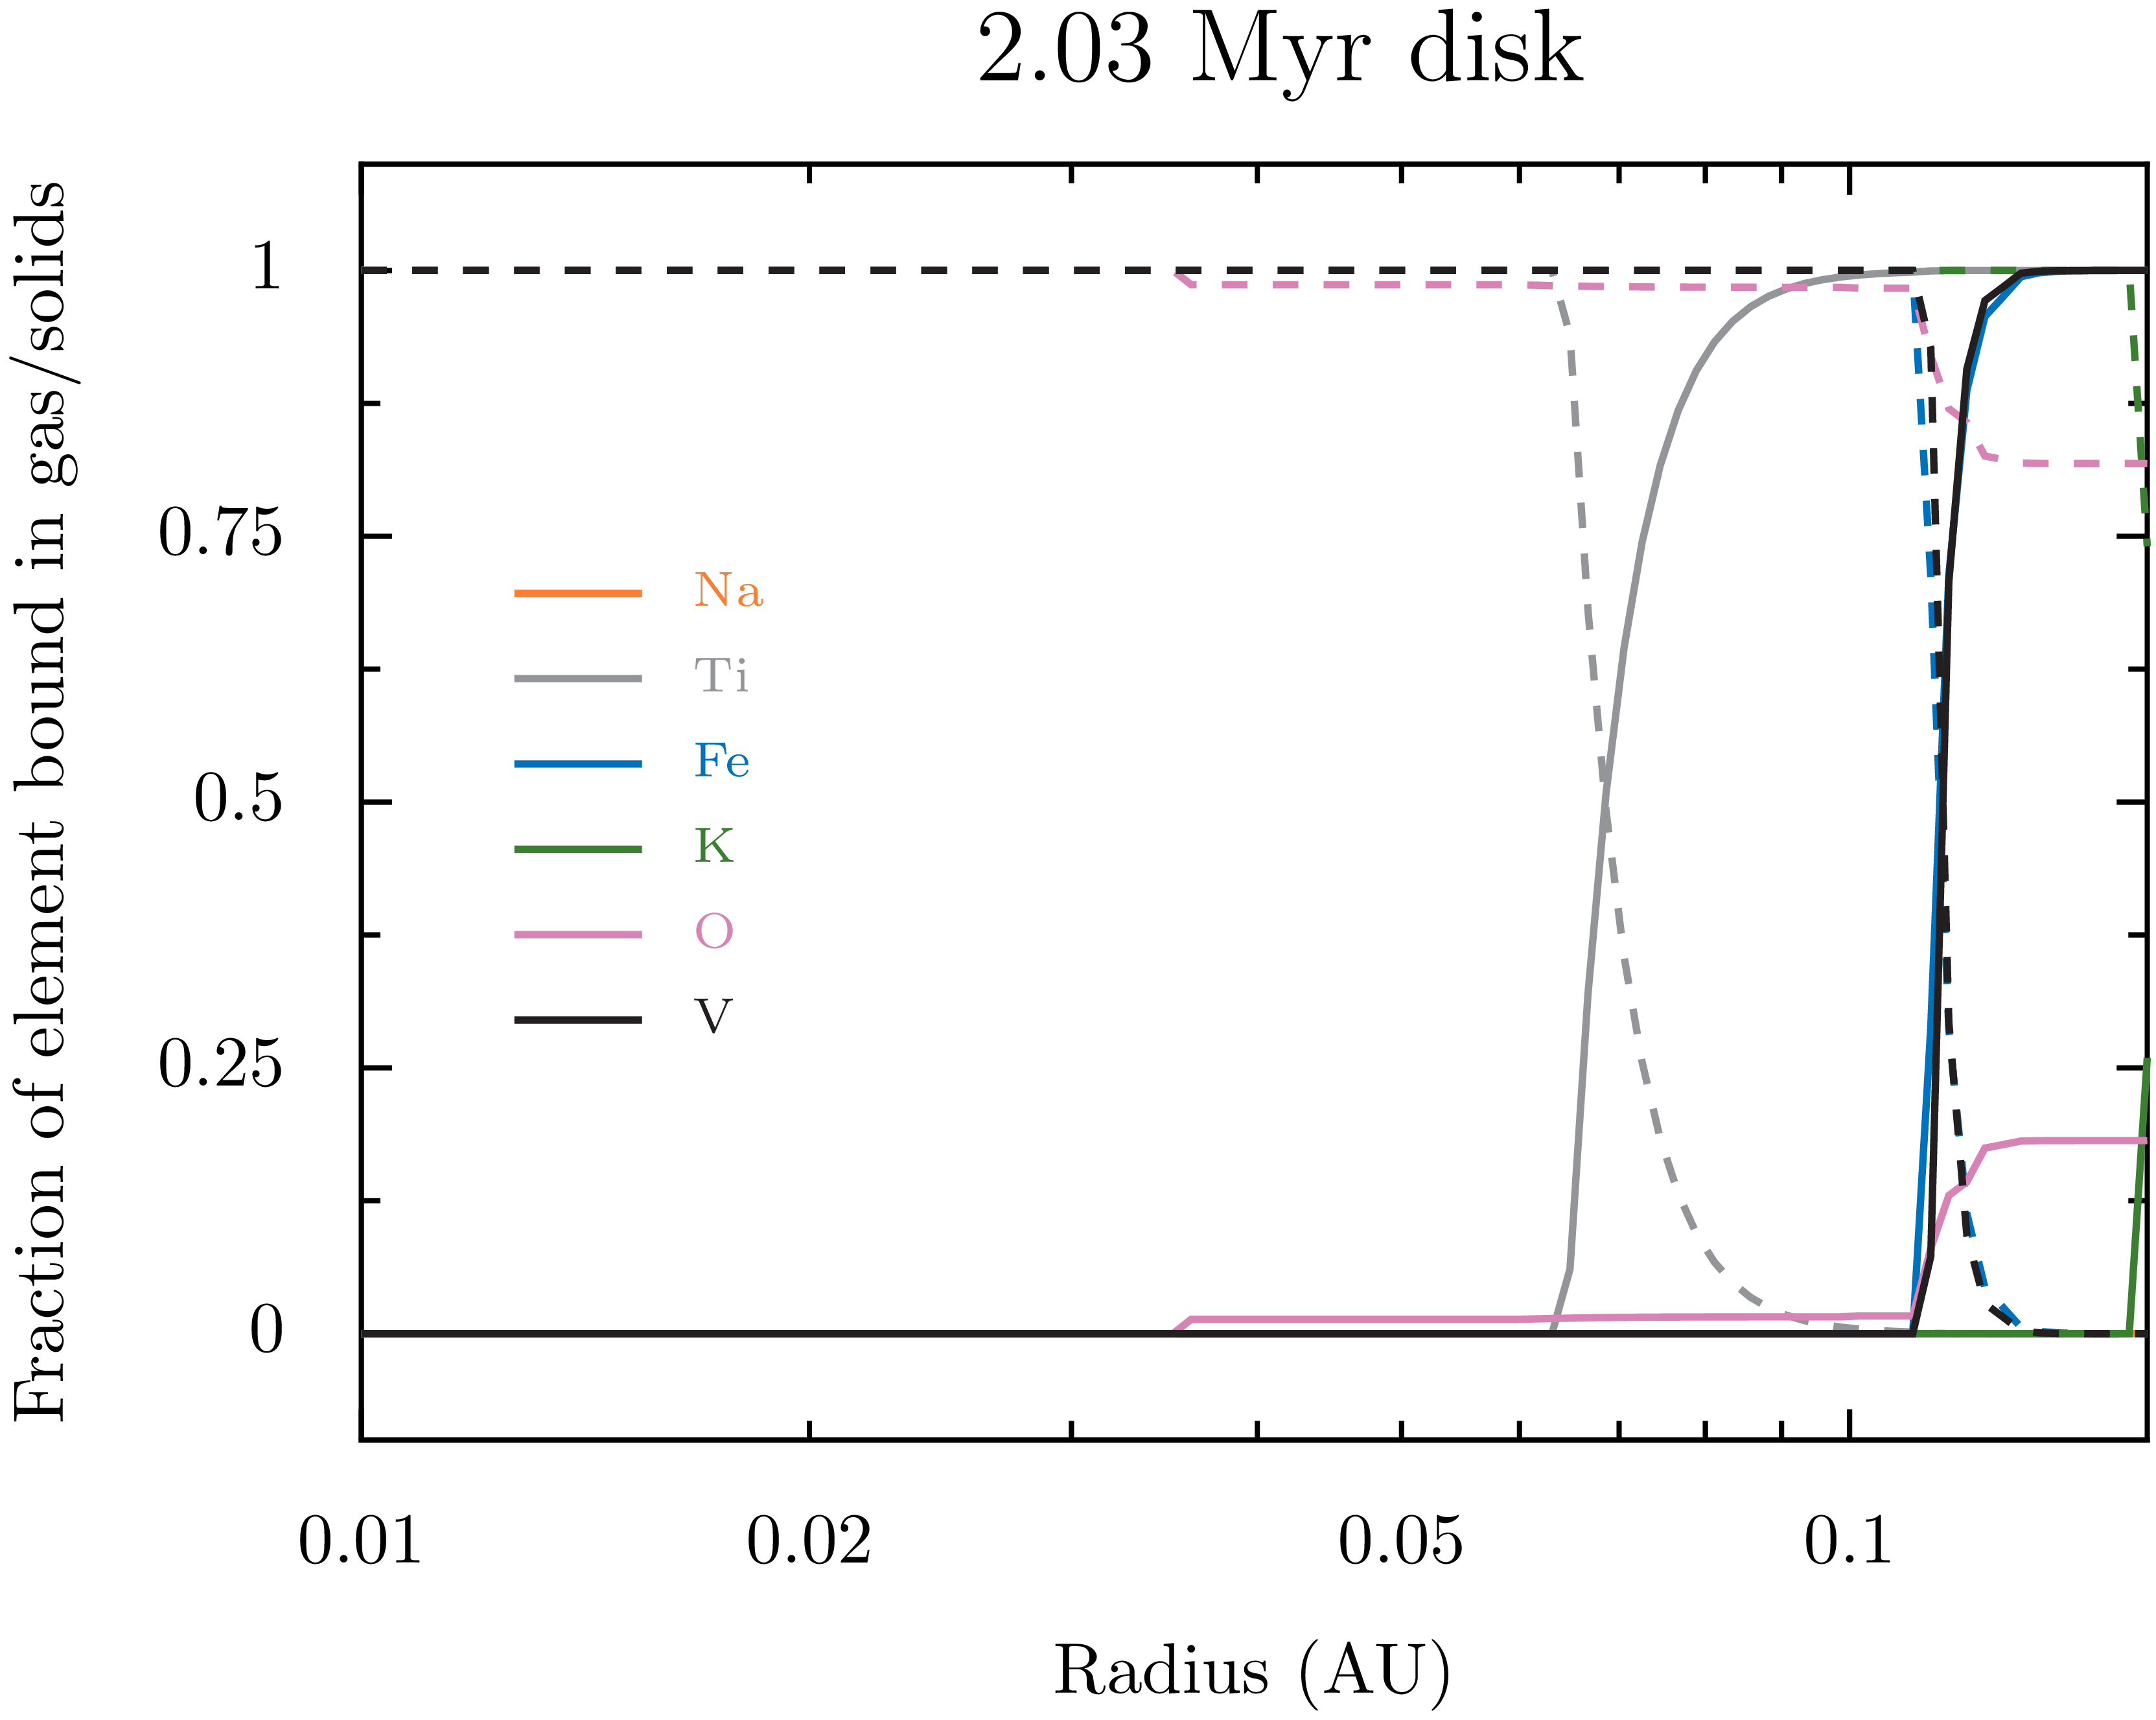 2.03 Myr disk
Fraction of element bound in gas/solids
1
0.75
0.5
0.25
0
Na
Ti
Fe
K
O
V
0.01 0.02 0.05 0.1
Radius (AU)